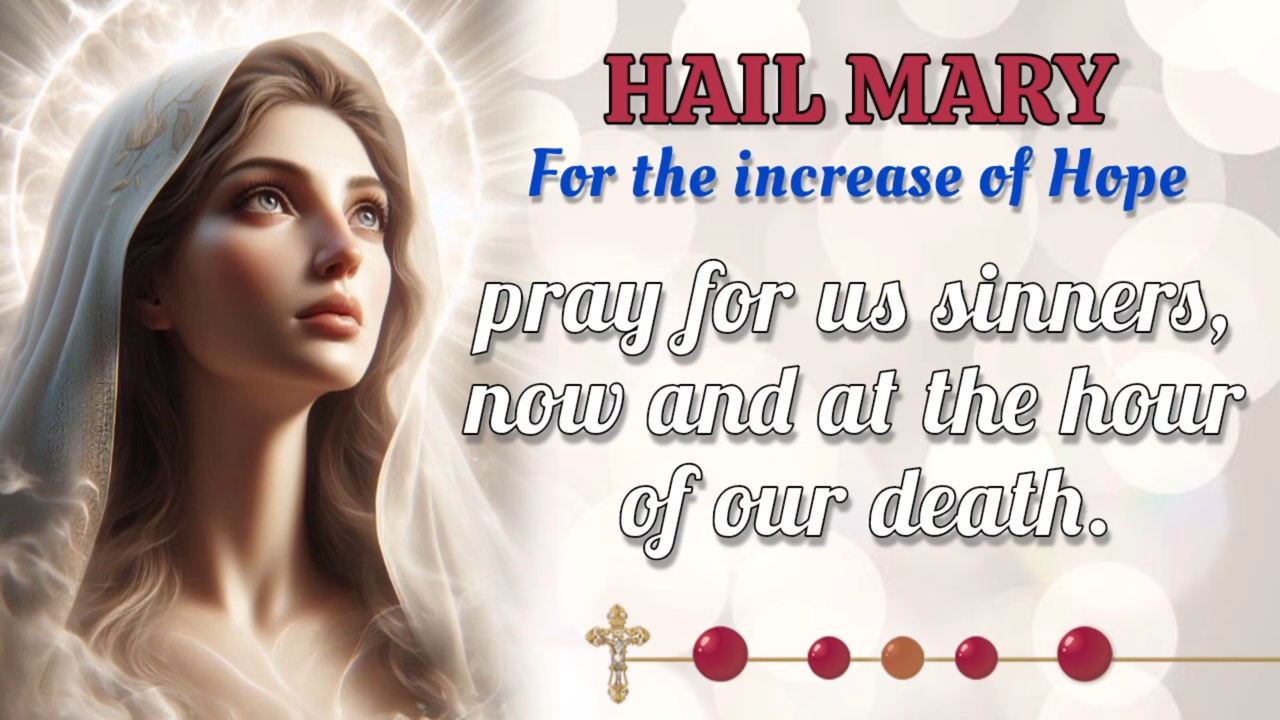 HAIL MARY
For the increase of Hope
pray for us sinners,
now and at the hour
of our death.